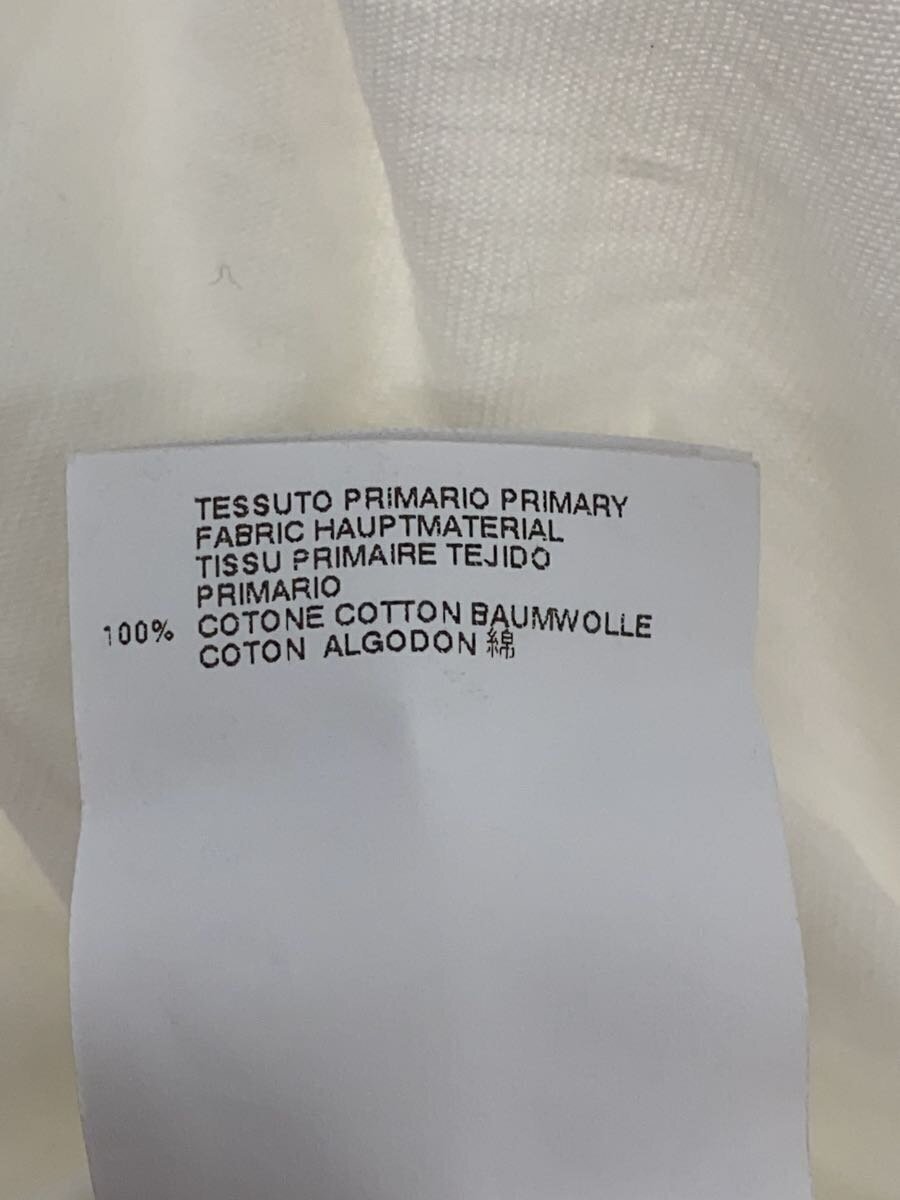 TESSUTO PRIMARIO PRIMARY
FABRIC HAUPTMATERIAL
TISSU PRIMAIRE TEJIDO
PRIMARIO
100% COTONE COTTON BAUMWOLLE
COTON ALGODON 綿